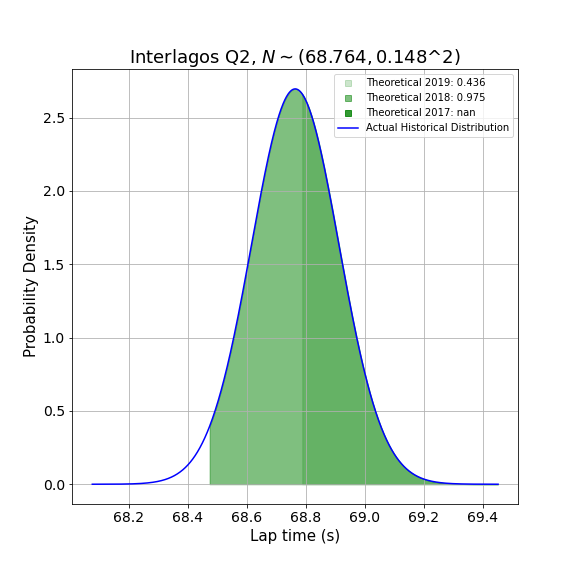 Interlagos Q2, N ∼ (68.764, 0.148^2)
Theoretical 2019: 0.436
Theoretical 2018: 0.975
Theoretical 2017: nan
Actual Historical Distribution
Probability Density
2.5
2.0
1.5
1.0
0.5
0.0
68.2 68.4 68.6 68.8 69.0 69.2 69.4
Lap time (s)